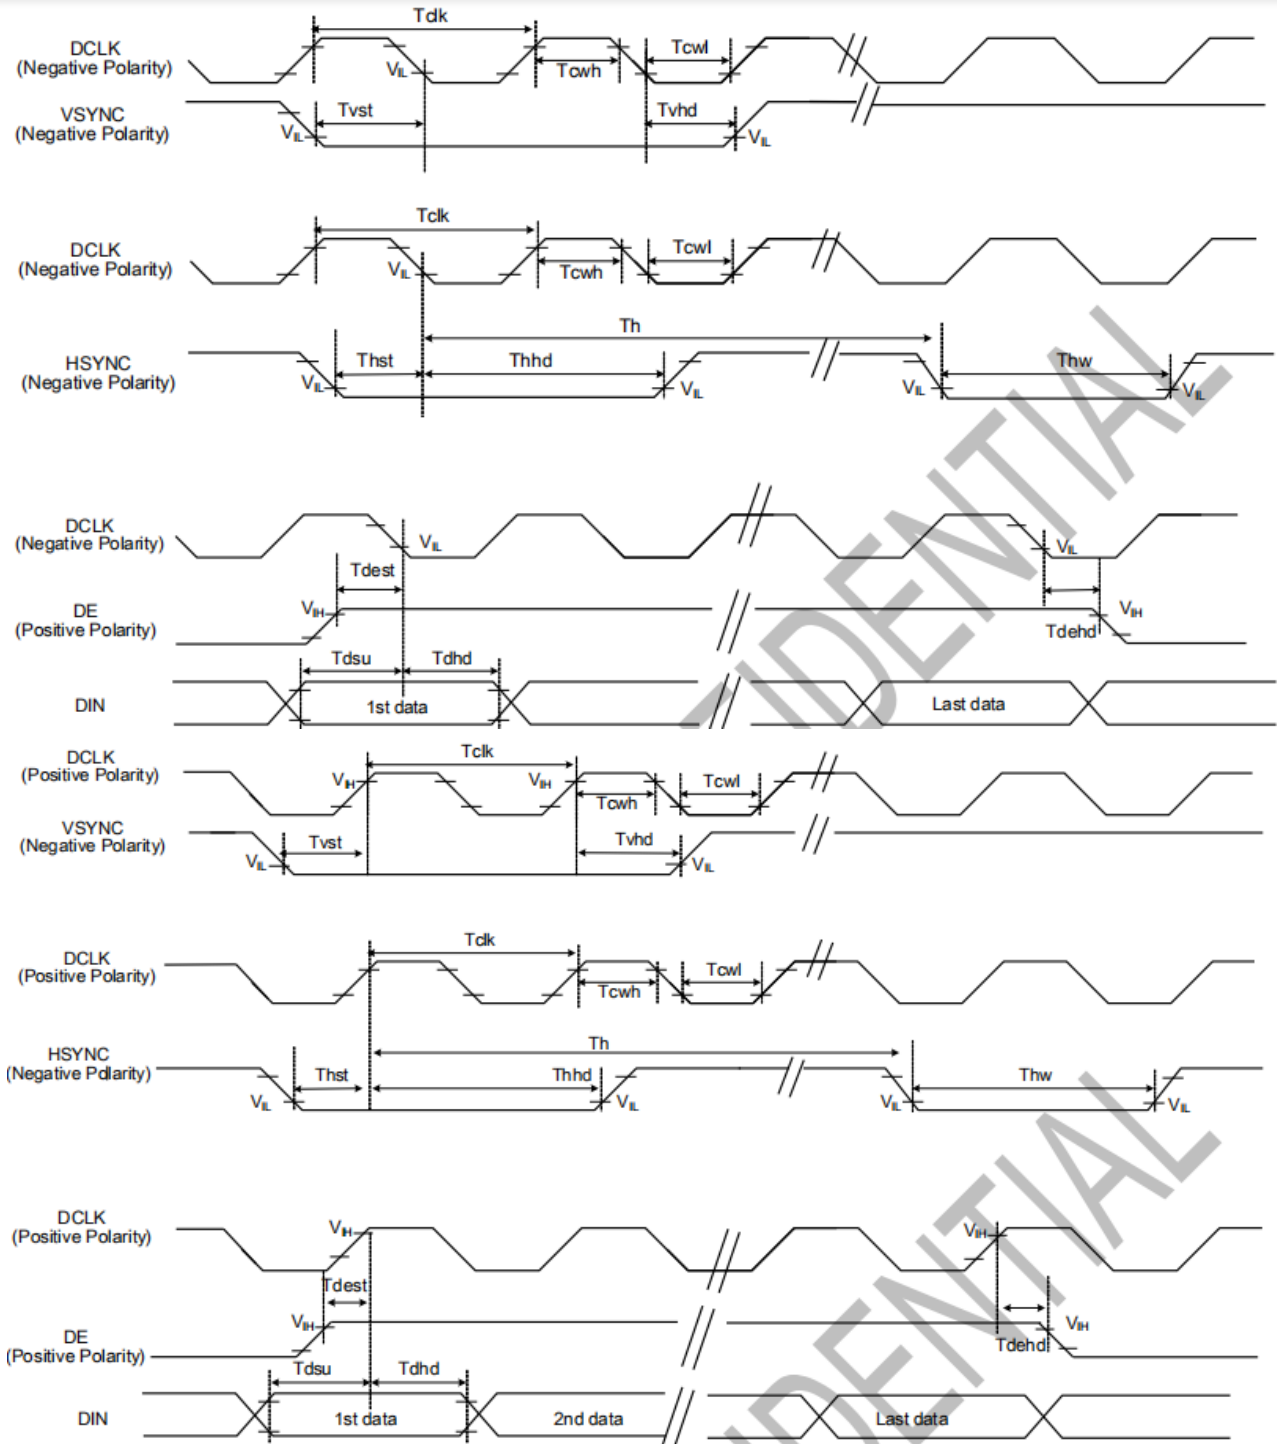 Tclk
DCLK
(Negative Polarity)
VIL
Tcwh
Tcwl
VSYNC
(Negative Polarity)
VIL
Tvst
Tvhd
VIL
Tclk
DCLK
(Negative Polarity)
VIL
Tcwh
Tcwl
Th
HSYNC
(Negative Polarity)
VIL
Thst
Thhd
VIL
VIL
Thw
VIL
DCLK
(Negative Polarity)
VIL
VIL
Tdest
DE
(Positive Polarity)
VIH
VIH
Tdehd
Tdsu
Tdhd
DIN
1st data
Last data
FIDENTIAL
DCLK
(Positive Polarity)
VIH
Tclk
VIH
Tcwh
Tcwl
VSYNC
(Negative Polarity)
VIL
Tvst
Tvhd
VIL
Tclk
DCLK
(Positive Polarity)
Tcwh
Tcwl
Th
HSYNC
(Negative Polarity)
VIL
Thst
Thhd
VIL
VIL
Thw
VIL
DCLK
(Positive Polarity)
VIH
VIH
Tdest
DE
(Positive Polarity)
VIH
VIH
Tdehd
Tdsu
Tdhd
DIN
1st data
2nd data
Last data
IDENTIAL